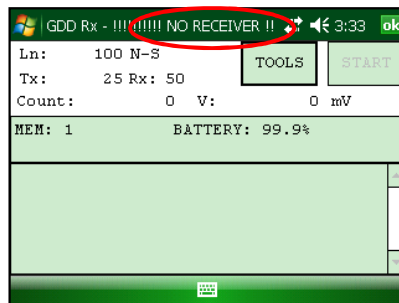 GDD Rx - !!!!!!!!!! NO RECEIVER !! 3:33 ok
Ln: 100 N-S TOOLS START
Tx: 25 Rx: 50
Count: 0 V: 0 mV
MEM: 1 BATTERY: 99.9%